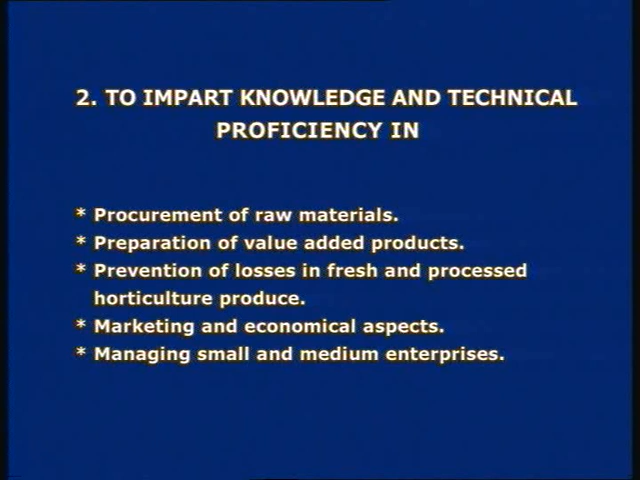 2. TO IMPART KNOWLEDGE AND TECHNICAL
PROFICIENCY IN
* Procurement of raw materials.
* Preparation of value added products.
* Prevention of losses in fresh and processed
horticulture produce.
* Marketing and economical aspects.
* Managing small and medium enterprises.